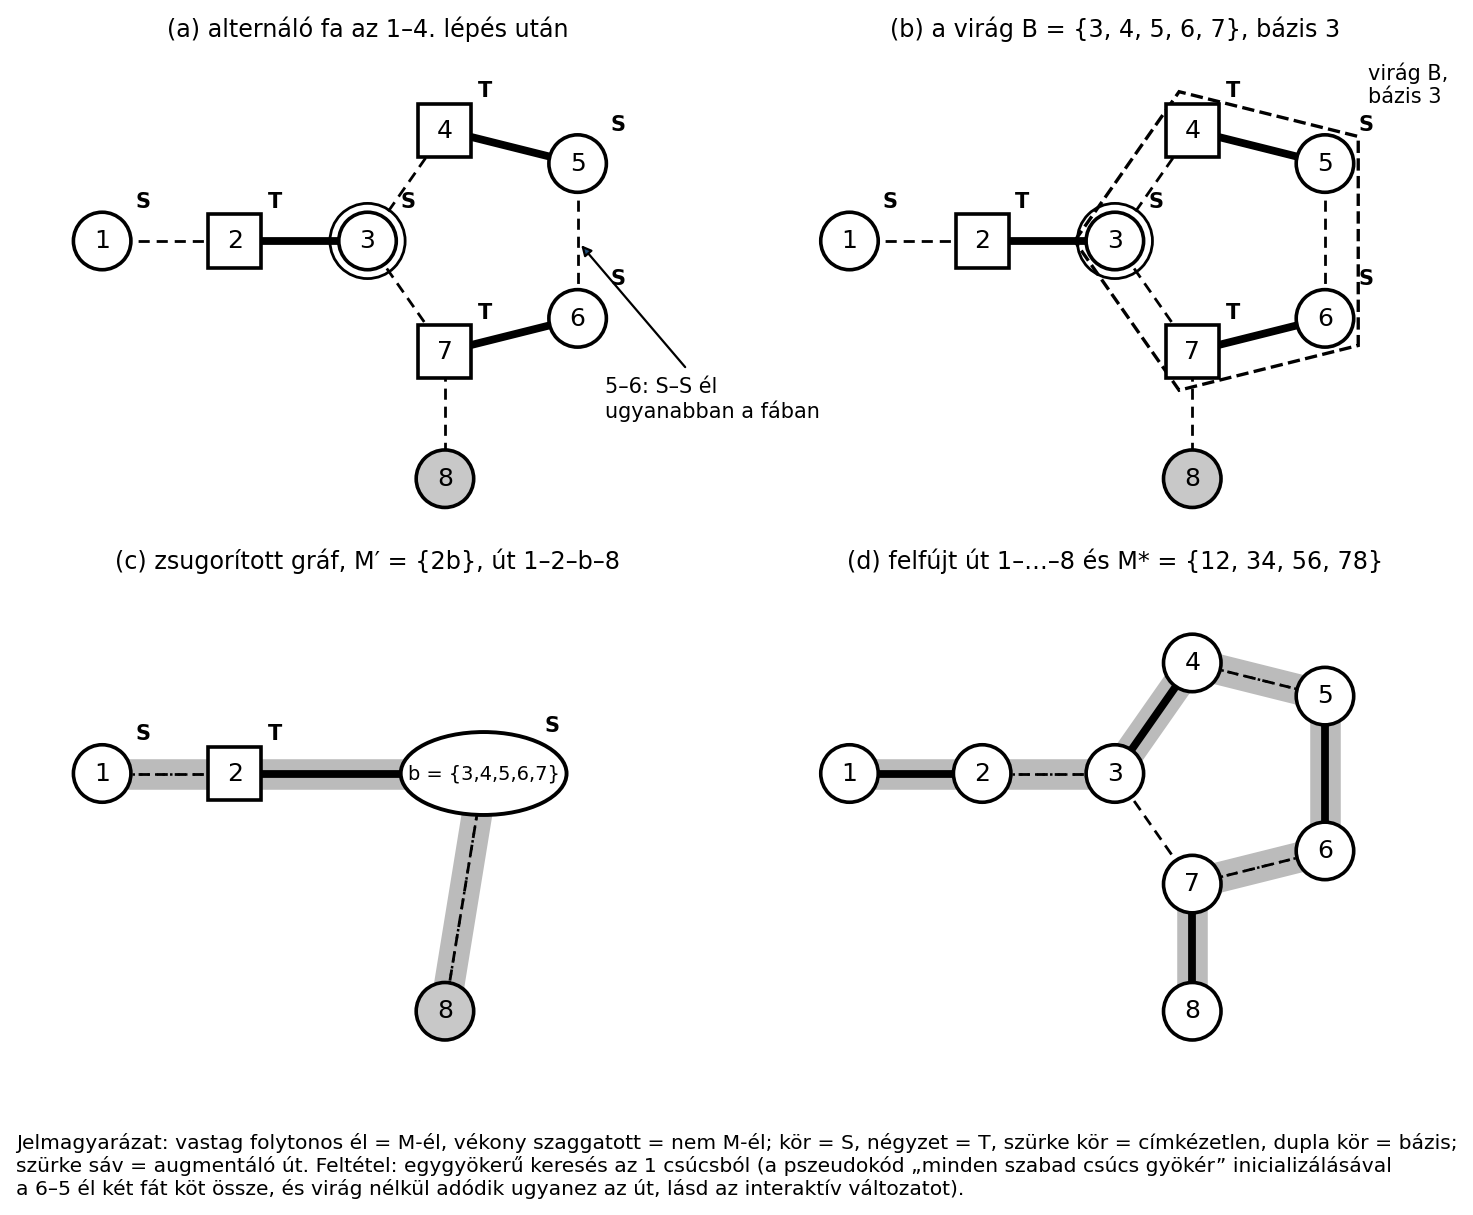 (a) alternáló fa az 1–4. lépés után
T
4
S
5
S
T
S
1
2
3
S
T
6
7
5–6: S–S él
ugyanabban a fában
8
(b) a virág B = {3, 4, 5, 6, 7}, bázis 3
virág B,
bázis 3
T
4
S
5
S
T
S
1
2
3
S
T
6
7
8
(c) zsugorított gráf, M′ = {2b}, út 1–2–b–8
S
T
S
1
2
b = {3,4,5,6,7}
8
(d) felfújt út 1–…–8 és M* = {12, 34, 56, 78}
4
5
1
2
3
6
7
8
Jelmagyarázat: vastag folytonos él = M-él, vékony szaggatott = nem M-él; kör = S, négyzet = T, szürke kör = címkézetlen, dupla kör = bázis;
szürke sáv = augmentáló út. Feltétel: egygyökerű keresés az 1 csúcsból (a pszeudokód „minden szabad csúcs gyökér” inicializálásával
a 6–5 él két fát köt össze, és virág nélkül adódik ugyanez az út, lásd az interaktív változatot).